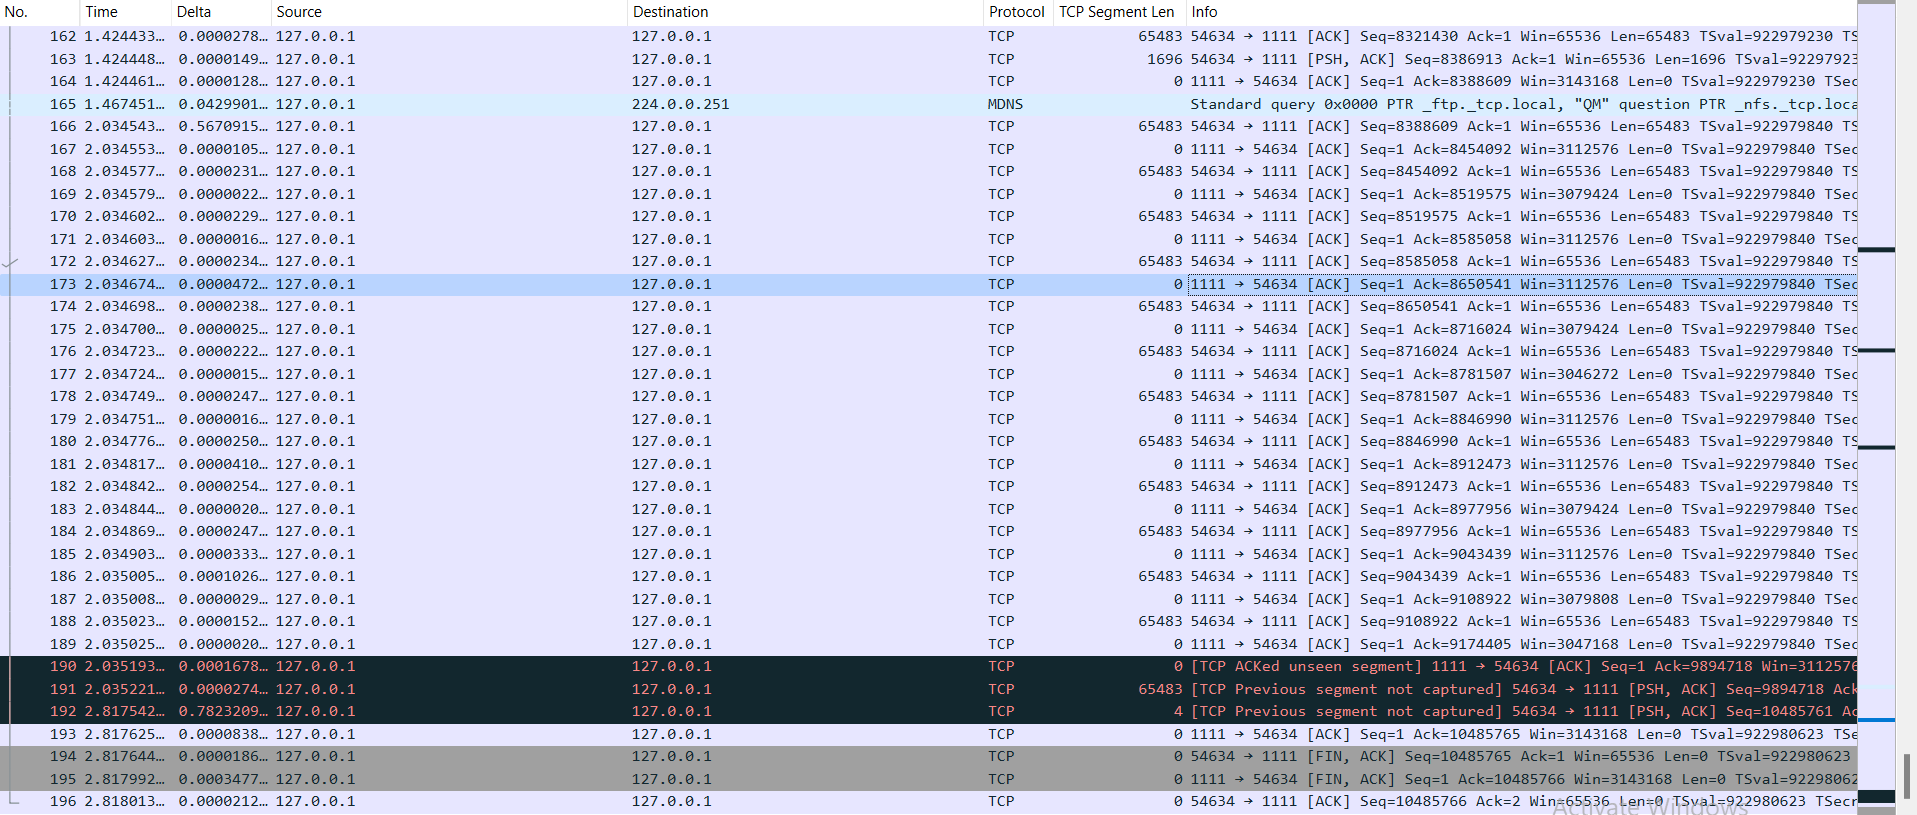 No. Time Delta Source Destination Protocol TCP Segment Len Info
162 1.424433… 0.0000278… 127.0.0.1 127.0.0.1 TCP 65483 54634 → 1111 [ACK] Seq=8321430 Ack=1 Win=65536 Len=65483 TSval=922979230 TS
163 1.424448… 0.0000149… 127.0.0.1 127.0.0.1 TCP 1696 54634 → 1111 [PSH, ACK] Seq=8386913 Ack=1 Win=65536 Len=1696 TSval=92297923
164 1.424461… 0.0000128… 127.0.0.1 127.0.0.1 TCP 0 1111 → 54634 [ACK] Seq=1 Ack=8388609 Win=3143168 Len=0 TSval=922979230 TSec
165 1.467451… 0.0429901… 127.0.0.1 224.0.0.251 MDNS Standard query 0x0000 PTR _ftp._tcp.local, "QM" question PTR _nfs._tcp.loca
166 2.034543… 0.5670915… 127.0.0.1 127.0.0.1 TCP 65483 54634 → 1111 [ACK] Seq=8388609 Ack=1 Win=65536 Len=65483 TSval=922979840 TS
167 2.034553… 0.0000105… 127.0.0.1 127.0.0.1 TCP 0 1111 → 54634 [ACK] Seq=1 Ack=8454092 Win=3112576 Len=0 TSval=922979840 TSec
168 2.034577… 0.0000231… 127.0.0.1 127.0.0.1 TCP 65483 54634 → 1111 [ACK] Seq=8454092 Ack=1 Win=65536 Len=65483 TSval=922979840 TS
169 2.034579… 0.0000022… 127.0.0.1 127.0.0.1 TCP 0 1111 → 54634 [ACK] Seq=1 Ack=8519575 Win=3079424 Len=0 TSval=922979840 TSec
170 2.034602… 0.0000229… 127.0.0.1 127.0.0.1 TCP 65483 54634 → 1111 [ACK] Seq=8519575 Ack=1 Win=65536 Len=65483 TSval=922979840 TS
171 2.034603… 0.0000016… 127.0.0.1 127.0.0.1 TCP 0 1111 → 54634 [ACK] Seq=1 Ack=8585058 Win=3112576 Len=0 TSval=922979840 TSec
172 2.034627… 0.0000234… 127.0.0.1 127.0.0.1 TCP 65483 54634 → 1111 [ACK] Seq=8585058 Ack=1 Win=65536 Len=65483 TSval=922979840 TS
173 2.034674… 0.0000472… 127.0.0.1 127.0.0.1 TCP 0 1111 → 54634 [ACK] Seq=1 Ack=8650541 Win=3112576 Len=0 TSval=922979840 TSec
174 2.034698… 0.0000238… 127.0.0.1 127.0.0.1 TCP 65483 54634 → 1111 [ACK] Seq=8650541 Ack=1 Win=65536 Len=65483 TSval=922979840 TS
175 2.034700… 0.0000025… 127.0.0.1 127.0.0.1 TCP 0 1111 → 54634 [ACK] Seq=1 Ack=8716024 Win=3079424 Len=0 TSval=922979840 TSec
176 2.034723… 0.0000222… 127.0.0.1 127.0.0.1 TCP 65483 54634 → 1111 [ACK] Seq=8716024 Ack=1 Win=65536 Len=65483 TSval=922979840 TS
177 2.034724… 0.0000015… 127.0.0.1 127.0.0.1 TCP 0 1111 → 54634 [ACK] Seq=1 Ack=8781507 Win=3046272 Len=0 TSval=922979840 TSec
178 2.034749… 0.0000247… 127.0.0.1 127.0.0.1 TCP 65483 54634 → 1111 [ACK] Seq=8781507 Ack=1 Win=65536 Len=65483 TSval=922979840 TS
179 2.034751… 0.0000016… 127.0.0.1 127.0.0.1 TCP 0 1111 → 54634 [ACK] Seq=1 Ack=8846990 Win=3112576 Len=0 TSval=922979840 TSec
180 2.034776… 0.0000250… 127.0.0.1 127.0.0.1 TCP 65483 54634 → 1111 [ACK] Seq=8846990 Ack=1 Win=65536 Len=65483 TSval=922979840 TS
181 2.034817… 0.0000410… 127.0.0.1 127.0.0.1 TCP 0 1111 → 54634 [ACK] Seq=1 Ack=8912473 Win=3112576 Len=0 TSval=922979840 TSec
182 2.034842… 0.0000254… 127.0.0.1 127.0.0.1 TCP 65483 54634 → 1111 [ACK] Seq=8912473 Ack=1 Win=65536 Len=65483 TSval=922979840 TS
183 2.034844… 0.0000020… 127.0.0.1 127.0.0.1 TCP 0 1111 → 54634 [ACK] Seq=1 Ack=8977956 Win=3079424 Len=0 TSval=922979840 TSec
184 2.034869… 0.0000247… 127.0.0.1 127.0.0.1 TCP 65483 54634 → 1111 [ACK] Seq=8977956 Ack=1 Win=65536 Len=65483 TSval=922979840 TS
185 2.034903… 0.0000333… 127.0.0.1 127.0.0.1 TCP 0 1111 → 54634 [ACK] Seq=1 Ack=9043439 Win=3112576 Len=0 TSval=922979840 TSec
186 2.035005… 0.0001026… 127.0.0.1 127.0.0.1 TCP 65483 54634 → 1111 [ACK] Seq=9043439 Ack=1 Win=65536 Len=65483 TSval=922979840 TS
187 2.035008… 0.0000029… 127.0.0.1 127.0.0.1 TCP 0 1111 → 54634 [ACK] Seq=1 Ack=9108922 Win=3079808 Len=0 TSval=922979840 TSec
188 2.035023… 0.0000152… 127.0.0.1 127.0.0.1 TCP 65483 54634 → 1111 [ACK] Seq=9108922 Ack=1 Win=65536 Len=65483 TSval=922979840 TS
189 2.035025… 0.0000020… 127.0.0.1 127.0.0.1 TCP 0 1111 → 54634 [ACK] Seq=1 Ack=9174405 Win=3047168 Len=0 TSval=922979840 TSec
190 2.035193… 0.0001678… 127.0.0.1 127.0.0.1 TCP 0 [TCP ACKed unseen segment] 1111 → 54634 [ACK] Seq=1 Ack=9894718 Win=3112576
191 2.035221… 0.0000274… 127.0.0.1 127.0.0.1 TCP 65483 [TCP Previous segment not captured] 54634 → 1111 [PSH, ACK] Seq=9894718 Ack
192 2.817542… 0.7823209… 127.0.0.1 127.0.0.1 TCP 4 [TCP Previous segment not captured] 54634 → 1111 [PSH, ACK] Seq=10485761 Ac
193 2.817625… 0.0000838… 127.0.0.1 127.0.0.1 TCP 0 1111 → 54634 [ACK] Seq=1 Ack=10485765 Win=3143168 Len=0 TSval=922980623 TSe
194 2.817644… 0.0000186… 127.0.0.1 127.0.0.1 TCP 0 54634 → 1111 [FIN, ACK] Seq=10485765 Ack=1 Win=65536 Len=0 TSval=922980623
195 2.817992… 0.0003477… 127.0.0.1 127.0.0.1 TCP 0 1111 → 54634 [FIN, ACK] Seq=1 Ack=10485766 Win=3143168 Len=0 TSval=92298062
196 2.818013… 0.0000212… 127.0.0.1 127.0.0.1 TCP 0 54634 → 1111 [ACK] Seq=10485766 Ack=2 Win=65536 Len=0 TSval=922980623 TSecr
Activate Windows